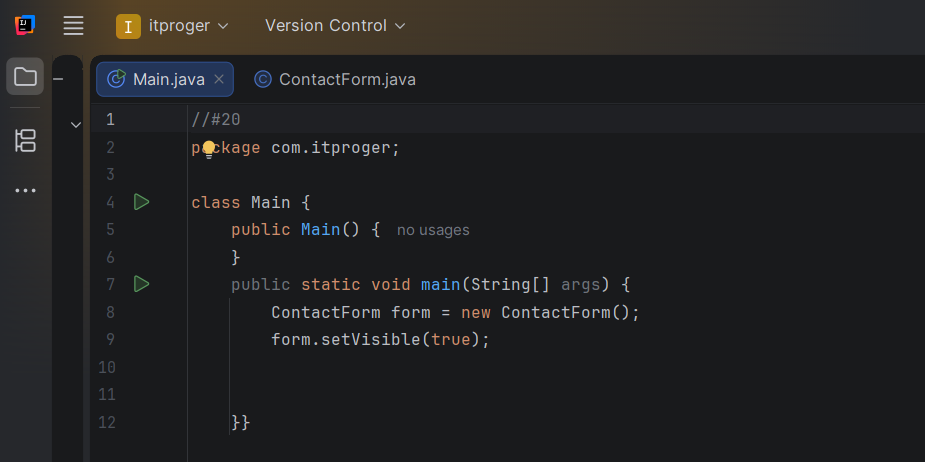 IJ
I itproger Version Control
Main.java ContactForm.java
1 //#20
2 package com.itproger;
3
4 class Main {
5 public Main() { no usages
6 }
7 public static void main(String[] args) {
8 ContactForm form = new ContactForm();
9 form.setVisible(true);
10
11
12 }}